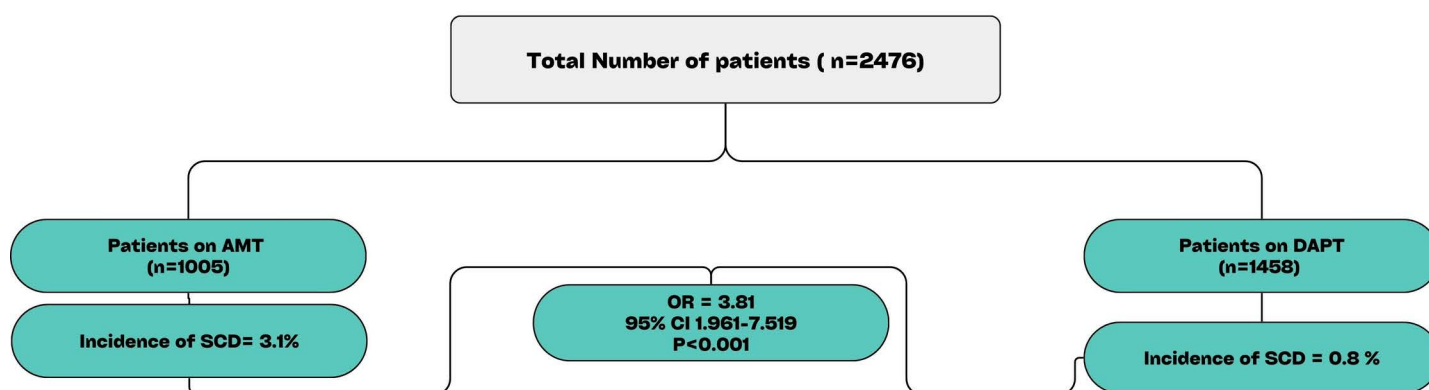 Total Number of patients ( n=2476)
Patients on AMT
(n=1005)
Patients on DAPT
(n=1458)
OR = 3.81
95% CI 1.961-7.519
P<0.001
Incidence of SCD= 3.1%
Incidence of SCD = 0.8 %